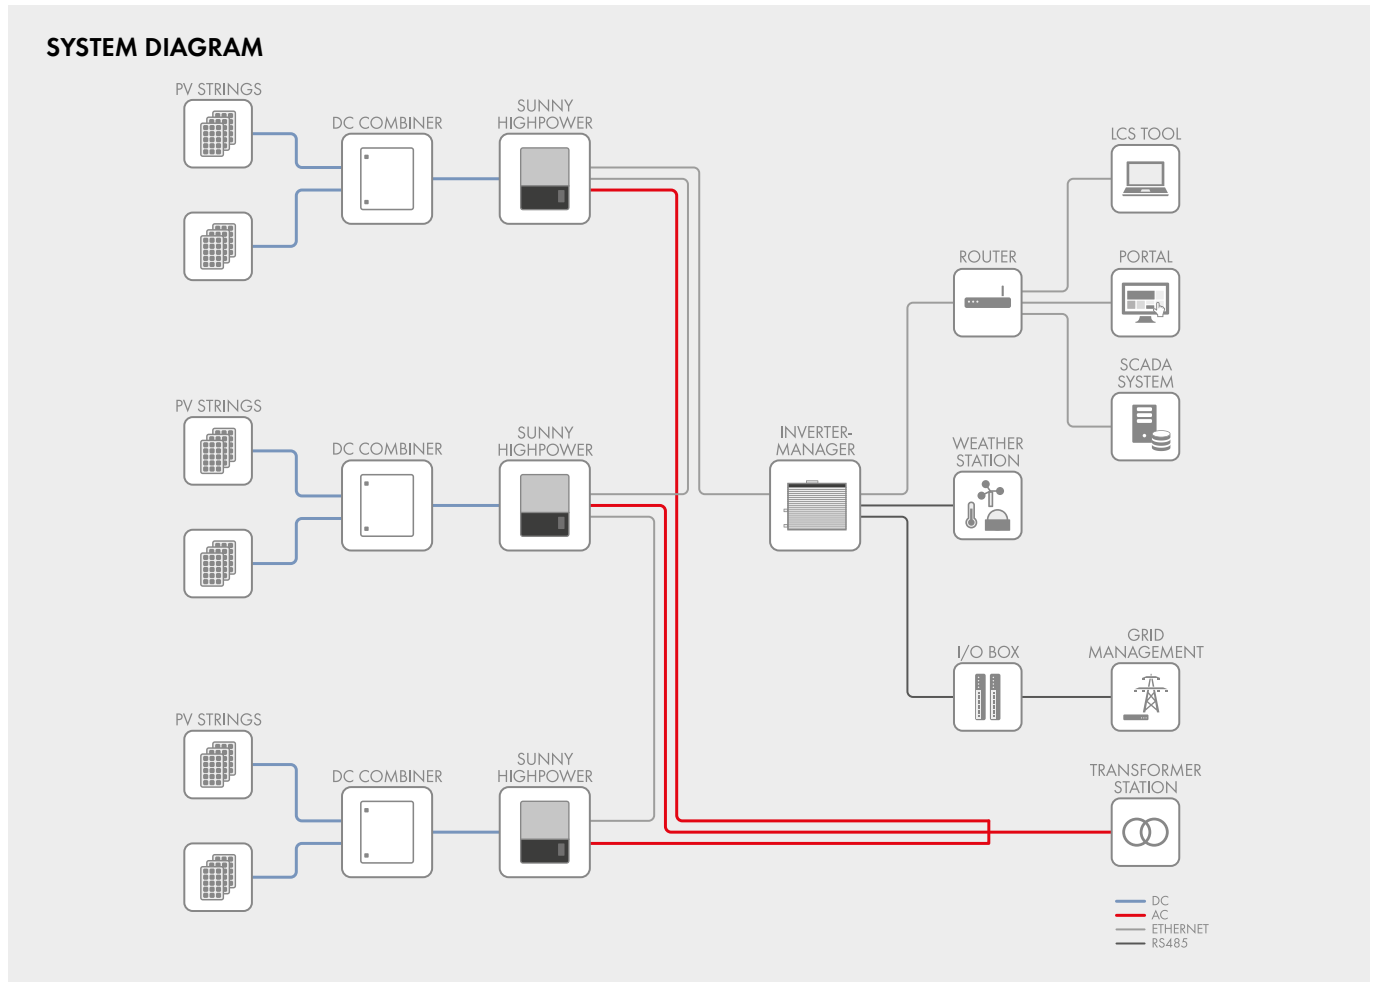 SYSTEM DIAGRAM
PV STRINGS
DC COMBINER
SUNNY
HIGHPOWER
LCS TOOL
ROUTER
PORTAL
SCADA
SYSTEM
PV STRINGS
DC COMBINER
SUNNY
HIGHPOWER
INVERTER-
MANAGER
WEATHER
STATION
I/O BOX
GRID
MANAGEMENT
PV STRINGS
DC COMBINER
SUNNY
HIGHPOWER
TRANSFORMER
STATION
DC
AC
ETHERNET
RS485